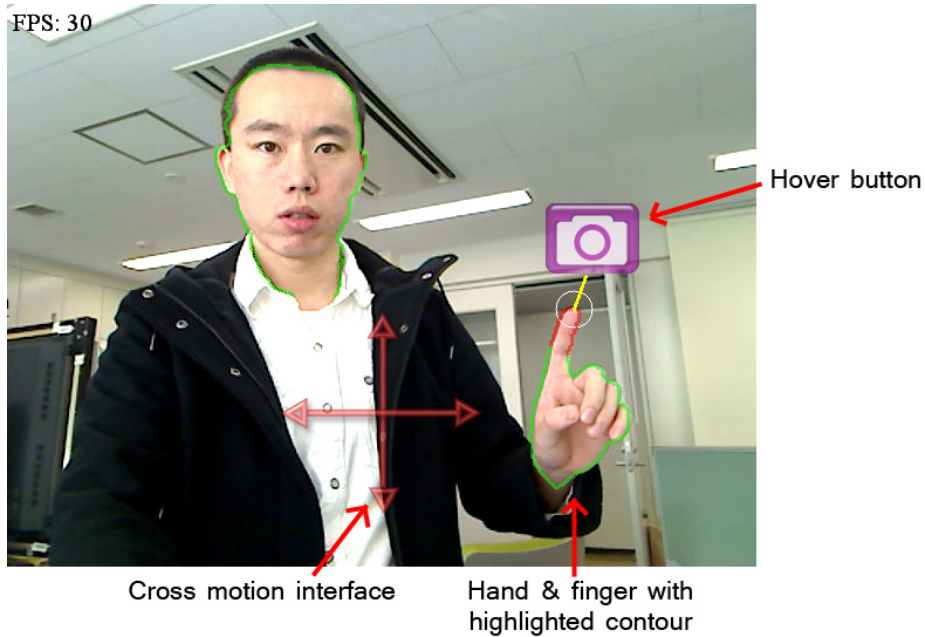 FPS: 30
Hover button
Cross motion interface
Hand & finger with
highlighted contour